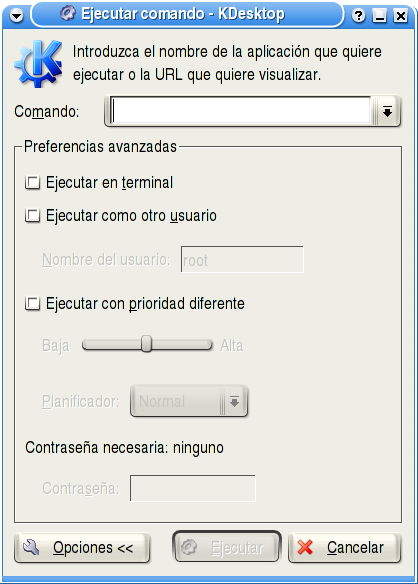 Ejecutar comando - KDesktop
Introduzca el nombre de la aplicación que quiere
ejecutar o la URL que quiere visualizar.
Comando:
Preferencias avanzadas
Ejecutar en terminal
Ejecutar como otro usuario
Nombre del usuario: root
Ejecutar con prioridad diferente
Baja Alta
Planificador: Normal
Contraseña necesaria: ninguno
Contraseña:
Opciones << Ejecutar Cancelar